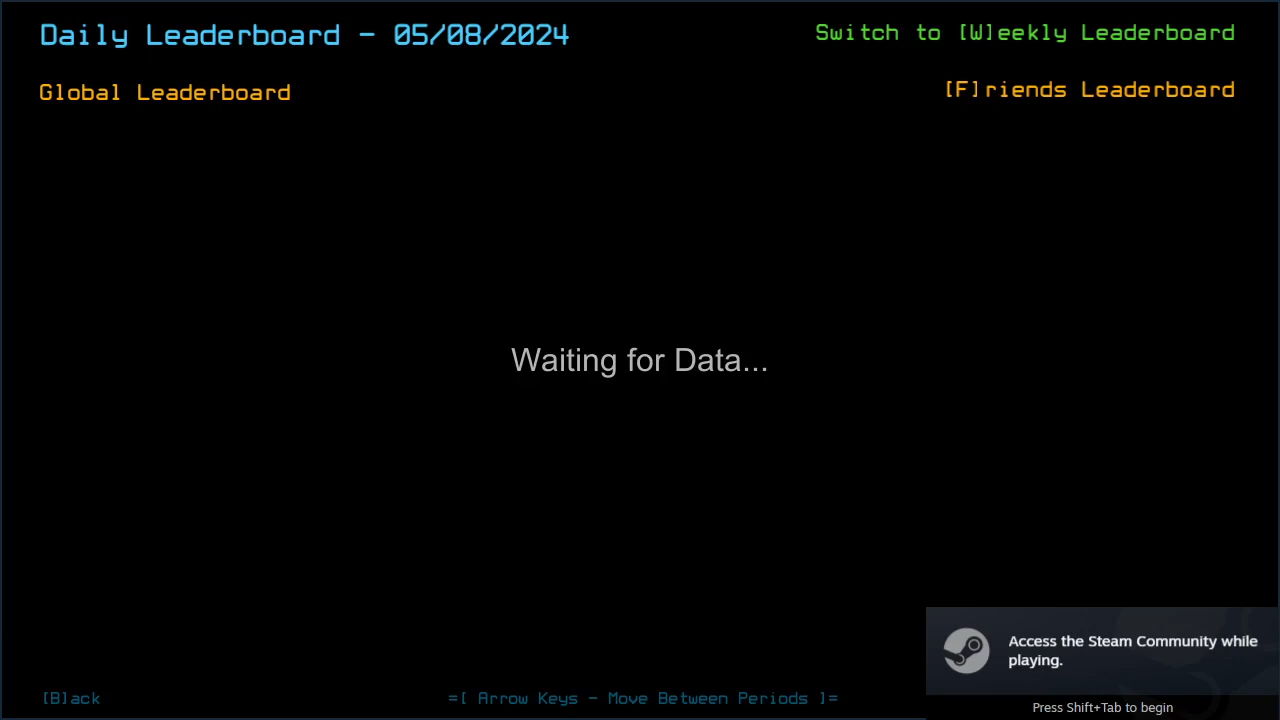 Daily Leaderboard - 05/08/2024
Switch to [W]eekly Leaderboard
Global Leaderboard
[F]riends Leaderboard
Waiting for Data...
Access the Steam Community while
playing.
[B]ack
=[ Arrow Keys - Move Between Periods ]=
Press Shift+Tab to begin